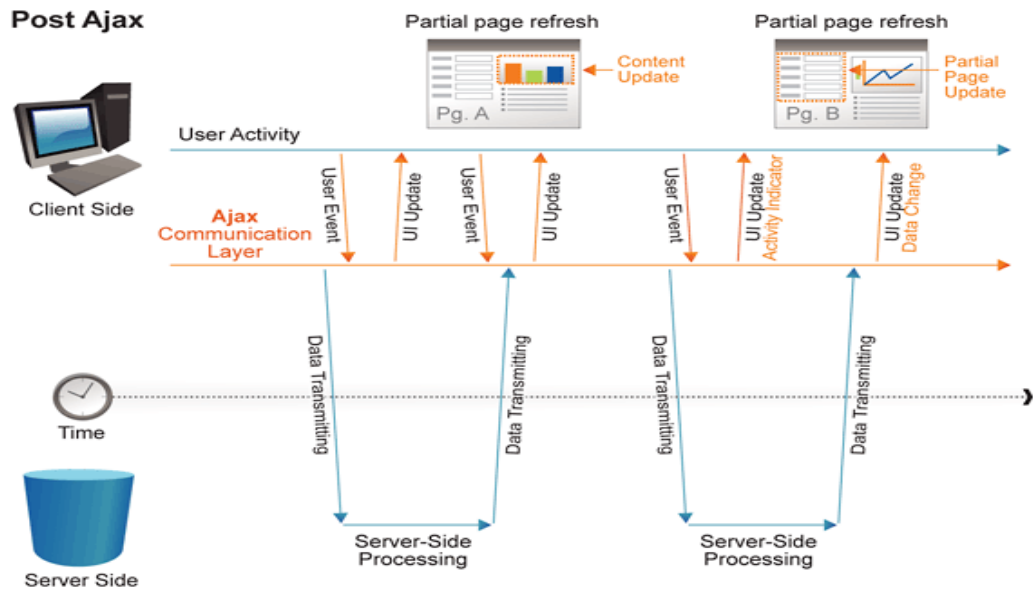 Post Ajax
Partial page refresh
Partial page refresh
Content
Update
Partial
Page
Update
Pg. A
Pg. B
User Activity
Client Side
User Event
UI Update
User Event
UI Update
User Event
UI Update
Activity Indicator
UI Update
Data Change
Ajax
Communication
Layer
Data Transmitting
Data Transmitting
Data Transmitting
Data Transmitting
Time
Server-Side
Processing
Server-Side
Processing
Server Side